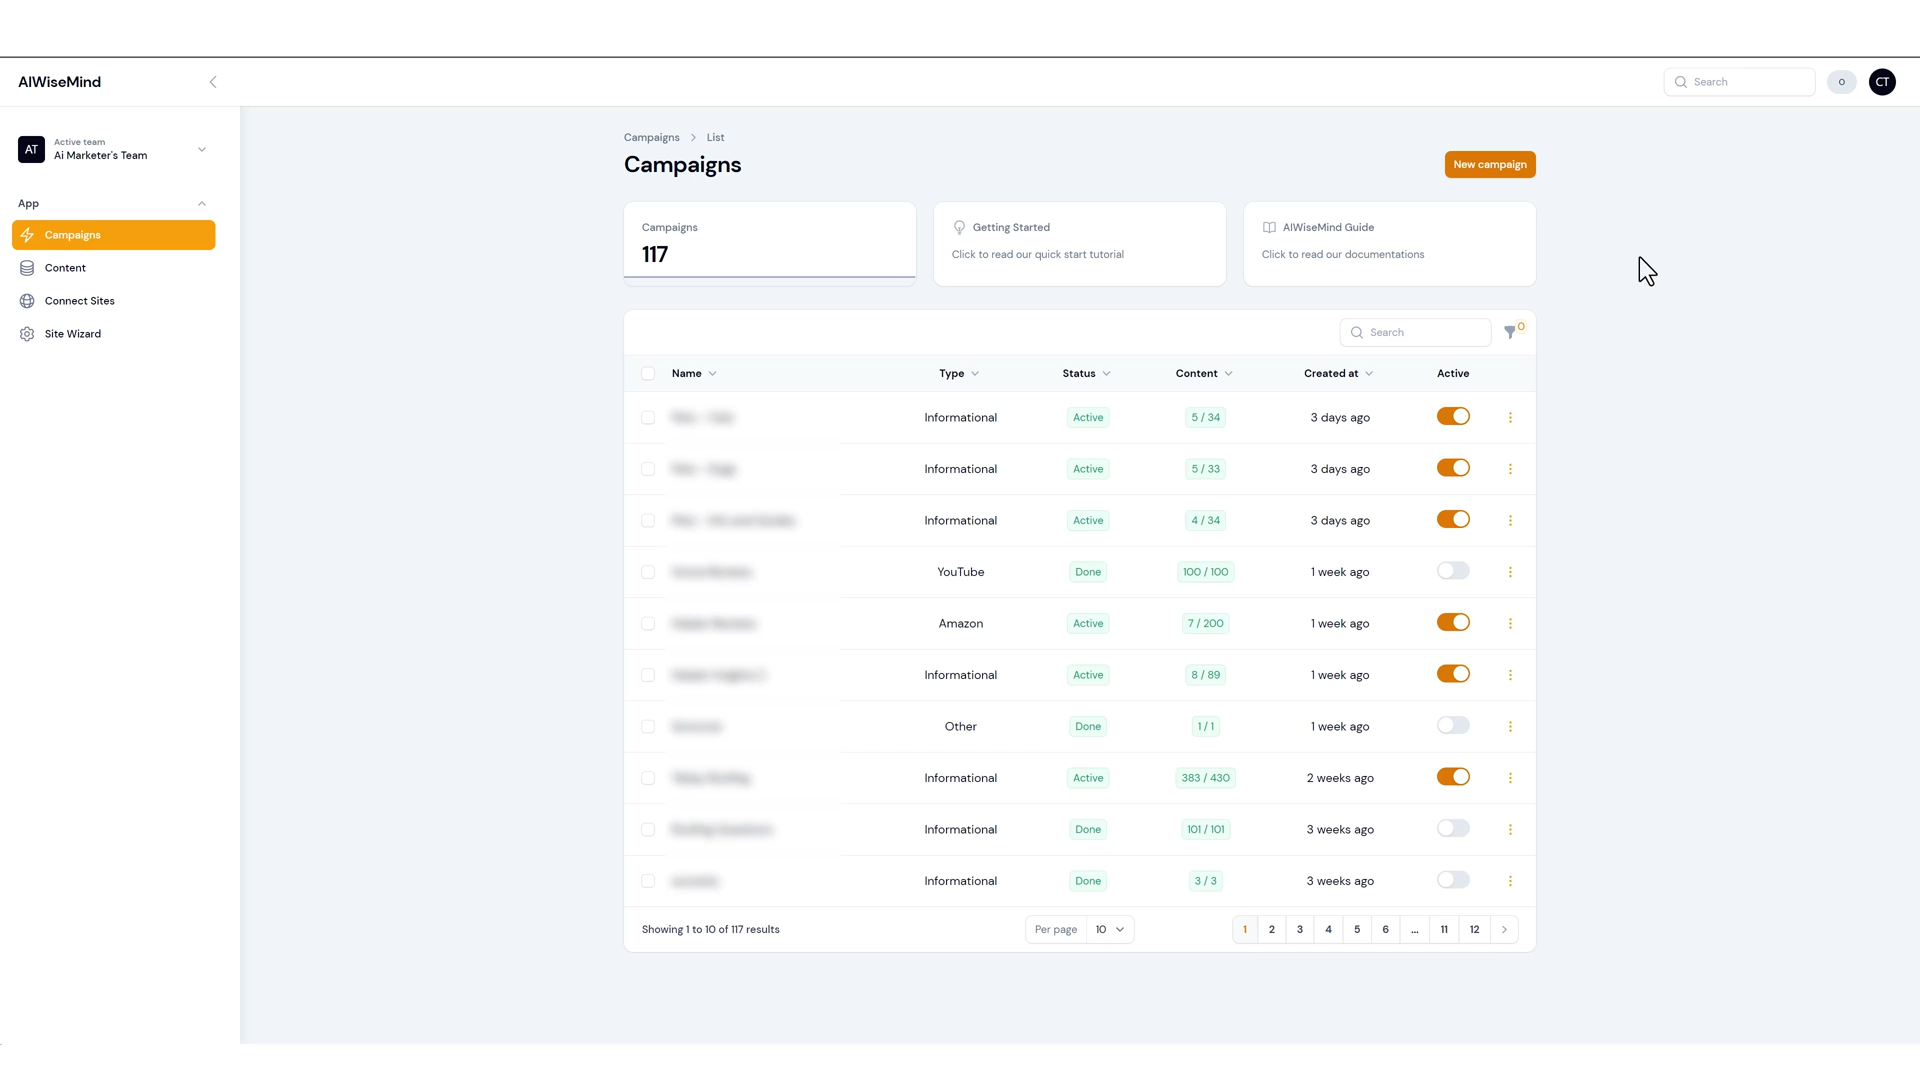 AIWiseMind
Search
0
CT
AT
Active team
Ai Marketer's Team
App
Campaigns
Content
Connect Sites
Site Wizard
Campaigns > List
Campaigns
New campaign
Campaigns
117
Getting Started
Click to read our quick start tutorial
AIWiseMind Guide
Click to read our documentations
Search
0
Name Type Status Content Created at Active
Informational Active 5 / 34 3 days ago
Informational Active 5 / 33 3 days ago
Informational Active 4 / 34 3 days ago
YouTube Done 100 / 100 1 week ago
Amazon Active 7 / 200 1 week ago
Informational Active 8 / 89 1 week ago
Other Done 1 / 1 1 week ago
Informational Active 383 / 430 2 weeks ago
Informational Done 101 / 101 3 weeks ago
Informational Done 3 / 3 3 weeks ago
Showing 1 to 10 of 117 results
Per page 10
1 2 3 4 5 6 ... 11 12